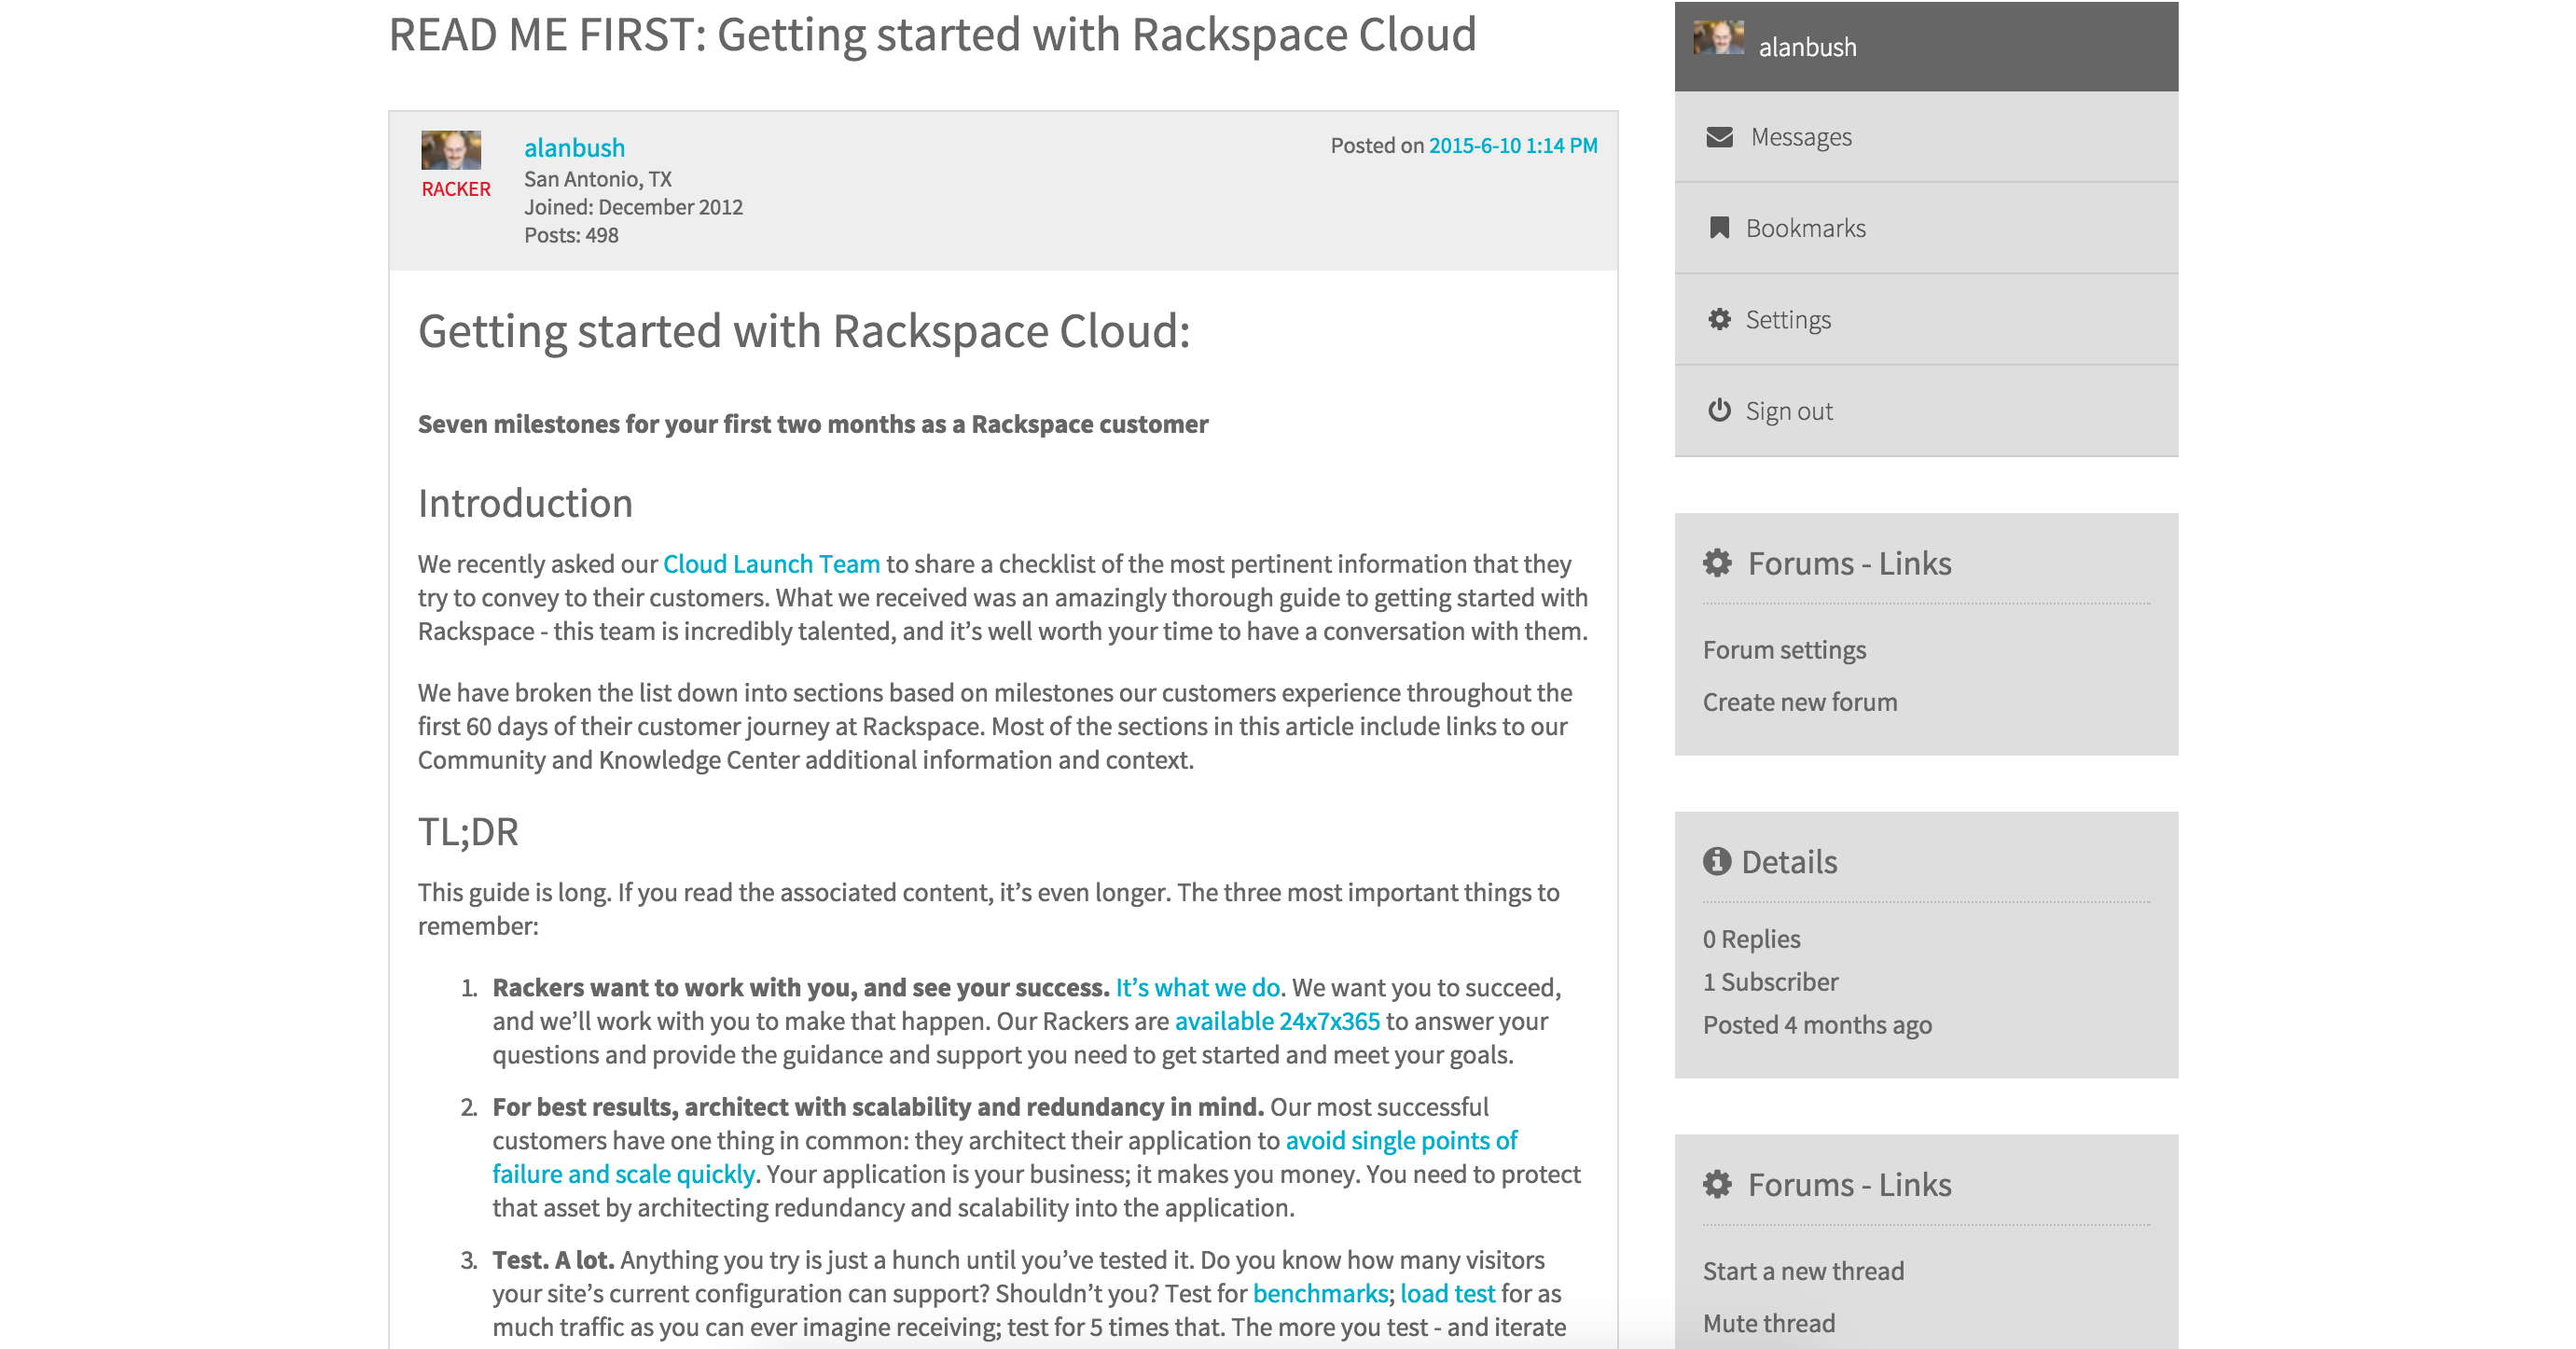 READ ME FIRST: Getting started with Rackspace Cloud
alanbush
San Antonio, TX
Joined: December 2012
Posts: 498
RACKER
Posted on 2015-6-10 1:14 PM
Getting started with Rackspace Cloud:
Seven milestones for your first two months as a Rackspace customer
Introduction
We recently asked our Cloud Launch Team to share a checklist of the most pertinent information that they
try to convey to their customers. What we received was an amazingly thorough guide to getting started with
Rackspace - this team is incredibly talented, and it’s well worth your time to have a conversation with them.
We have broken the list down into sections based on milestones our customers experience throughout the
first 60 days of their customer journey at Rackspace. Most of the sections in this article include links to our
Community and Knowledge Center additional information and context.
TL;DR
This guide is long. If you read the associated content, it’s even longer. The three most important things to
remember:
1. Rackers want to work with you, and see your success. It’s what we do. We want you to succeed,
and we’ll work with you to make that happen. Our Rackers are available 24x7x365 to answer your
questions and provide the guidance and support you need to get started and meet your goals.
2. For best results, architect with scalability and redundancy in mind. Our most successful
customers have one thing in common: they architect their application to avoid single points of
failure and scale quickly. Your application is your business; it makes you money. You need to protect
that asset by architecting redundancy and scalability into the application.
3. Test. A lot. Anything you try is just a hunch until you’ve tested it. Do you know how many visitors
your site’s current configuration can support? Shouldn’t you? Test for benchmarks; load test for as
much traffic as you can ever imagine receiving; test for 5 times that. The more you test - and iterate
alanbush
Messages
Bookmarks
Settings
Sign out
Forums - Links
Forum settings
Create new forum
Details
0 Replies
1 Subscriber
Posted 4 months ago
Forums - Links
Start a new thread
Mute thread